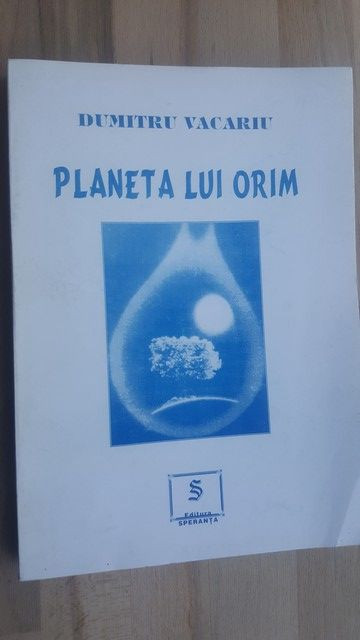 DUMITRU VACARIU
PLANETA LUI ORIM
S
Editura
SPERANȚA